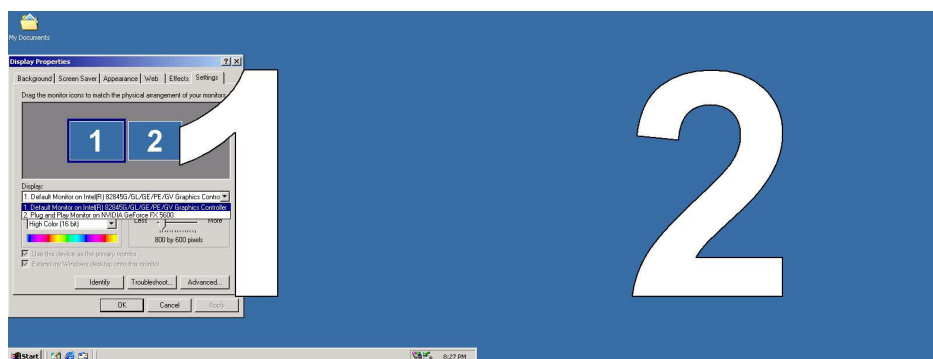 My Documents
Display Properties
Background Screen Saver Appearance Web Effects Settings
Drag the monitor icons to match the physical arrangement of your monitors.
1 2
1 2
Display:
1. Default Monitor on Intel(R) 82845G/GL/GE/PE/GV Graphics Contro
1. Default Monitor on Intel(R) 82845G/GL/GE/PE/GV Graphics Controller
2. Plug and Play Monitor on NVIDIA GeForce FX 5600
High Color (16 bit) Less More
800 by 600 pixels
Use this device as the primary monitor.
Extend my Windows desktop onto this monitor.
Identify Troubleshoot... Advanced...
OK Cancel Apply
Start 8:27 PM